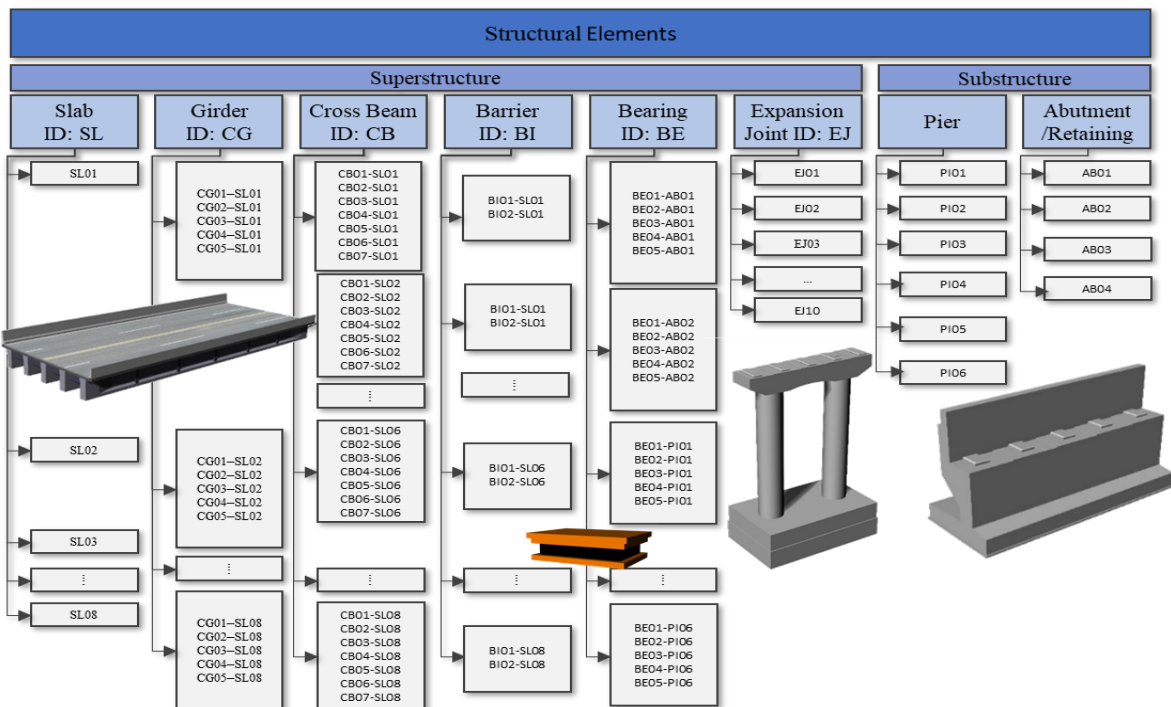 Structural Elements
Superstructure
Substructure
Slab
ID: SL
Girder
ID: CG
Cross Beam
ID: CB
Barrier
ID: BI
Bearing
ID: BE
Expansion
Joint ID: EJ
Pier
Abutment
/Retaining
SL01
SL02
SL03
⋮
SL08
CG01–SL01
CG02–SL01
CG03–SL01
CG04–SL01
CG05–SL01
CG01–SL02
CG02–SL02
CG03–SL02
CG04–SL02
CG05–SL02
⋮
CG01–SL08
CG02–SL08
CG03–SL08
CG04–SL08
CG05–SL08
CB01-SL01
CB02-SL01
CB03-SL01
CB04-SL01
CB05-SL01
CB06-SL01
CB07-SL01
CB01-SL02
CB02-SL02
CB03-SL02
CB04-SL02
CB05-SL02
CB06-SL02
CB07-SL02
⋮
CB01-SL06
CB02-SL06
CB03-SL06
CB04-SL06
CB05-SL06
CB06-SL06
CB07-SL06
⋮
CB01-SL08
CB02-SL08
CB03-SL08
CB04-SL08
CB05-SL08
CB06-SL08
CB07-SL08
BI01-SL01
BI02-SL01
BI01-SL01
BI02-SL01
⋮
BI01-SL06
BI02-SL06
⋮
BI01-SL08
BI02-SL08
BE01-AB01
BE02-AB01
BE03-AB01
BE04-AB01
BE05-AB01
BE01-AB02
BE02-AB02
BE03-AB02
BE04-AB02
BE05-AB02
BE01-PI01
BE02-PI01
BE03-PI01
BE04-PI01
BE05-PI01
⋮
BE01-PI06
BE02-PI06
BE03-PI06
BE04-PI06
BE05-PI06
EJ01
EJ02
EJ03
...
EJ10
PI01
PI02
PI03
PI04
PI05
PI06
AB01
AB02
AB03
AB04